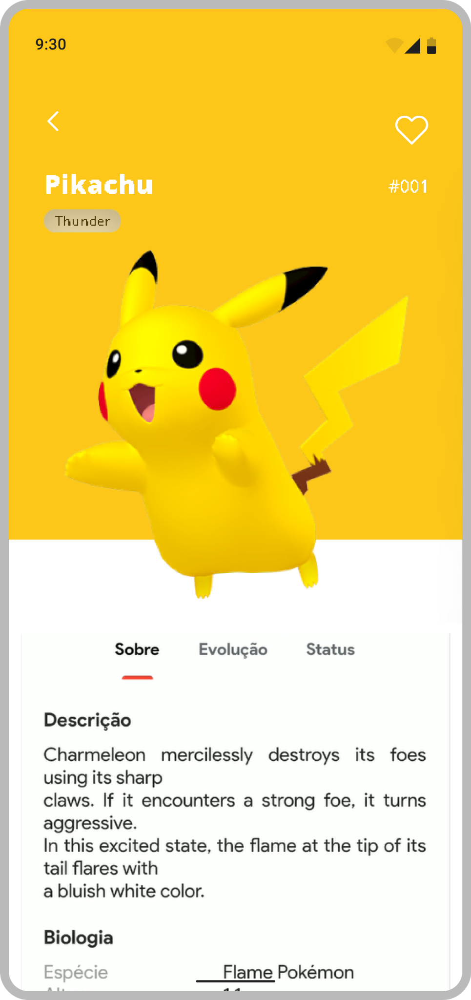 9:30
Pikachu
#001
Thunder
Sobre Evolução Status
Descrição
Charmeleon mercilessly destroys its foes
using its sharp
claws. If it encounters a strong foe, it turns
aggressive.
In this excited state, the flame at the tip of its
tail flares with
a bluish white color.
Biologia
Espécie Flame Pokémon